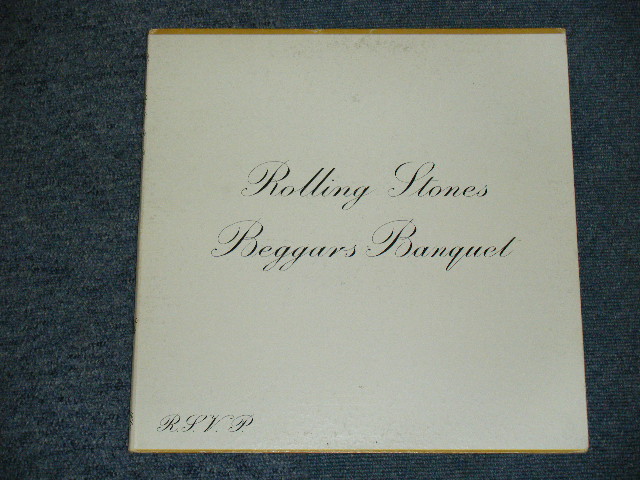 Rolling Stones
Beggars Banquet
R.S.V.P.